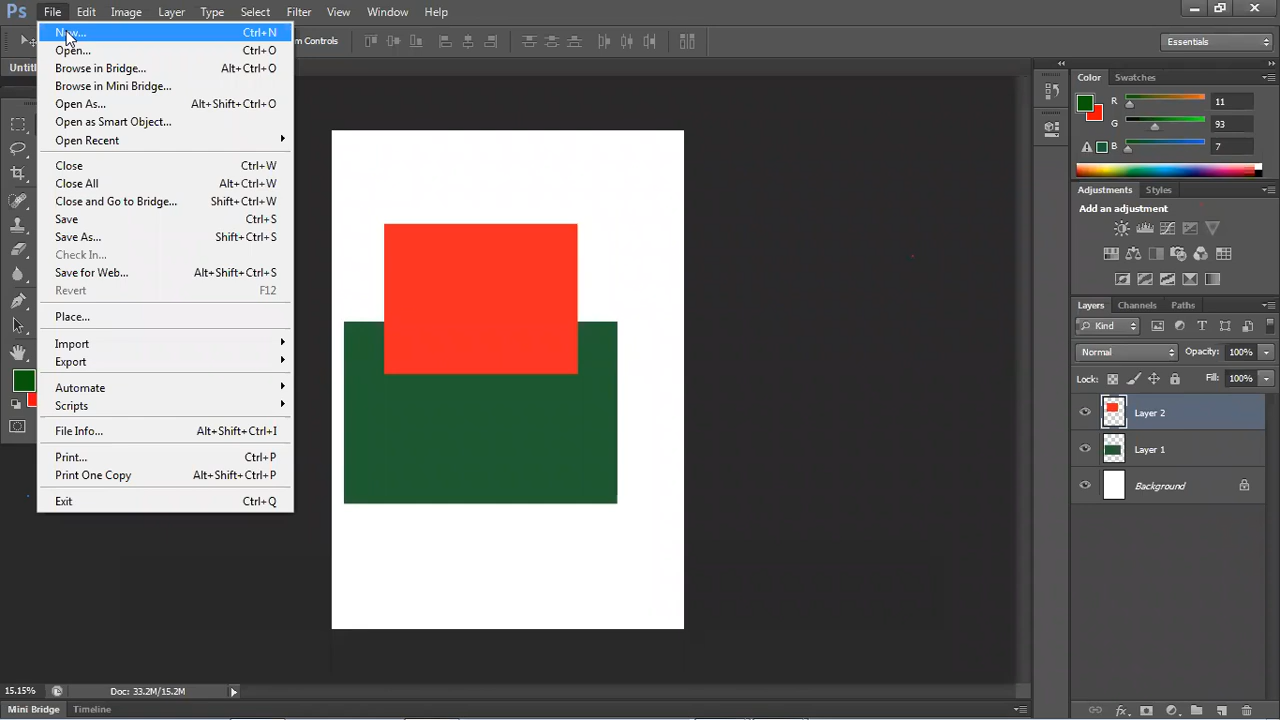 Ps File Edit Image Layer Type Select Filter View Window Help
New... Ctrl+N
m Controls
Essentials
Untitl
Open... Ctrl+O
Browse in Bridge... Alt+Ctrl+O
Browse in Mini Bridge...
Open As... Alt+Shift+Ctrl+O
Open as Smart Object...
Open Recent
Close Ctrl+W
Close All Alt+Ctrl+W
Close and Go to Bridge... Shift+Ctrl+W
Save Ctrl+S
Save As... Shift+Ctrl+S
Check In...
Save for Web... Alt+Shift+Ctrl+S
Revert F12
Place...
Import
Export
Automate
Scripts
File Info... Alt+Shift+Ctrl+I
Print... Ctrl+P
Print One Copy Alt+Shift+Ctrl+P
Exit Ctrl+Q
Color Swatches
R 11
G 93
B 7
Adjustments Styles
Add an adjustment
Layers Channels Paths
Kind
Normal Opacity: 100%
Lock: Fill: 100%
Layer 2
Layer 1
Background
15.15% Doc: 33.2M/15.2M
Mini Bridge Timeline